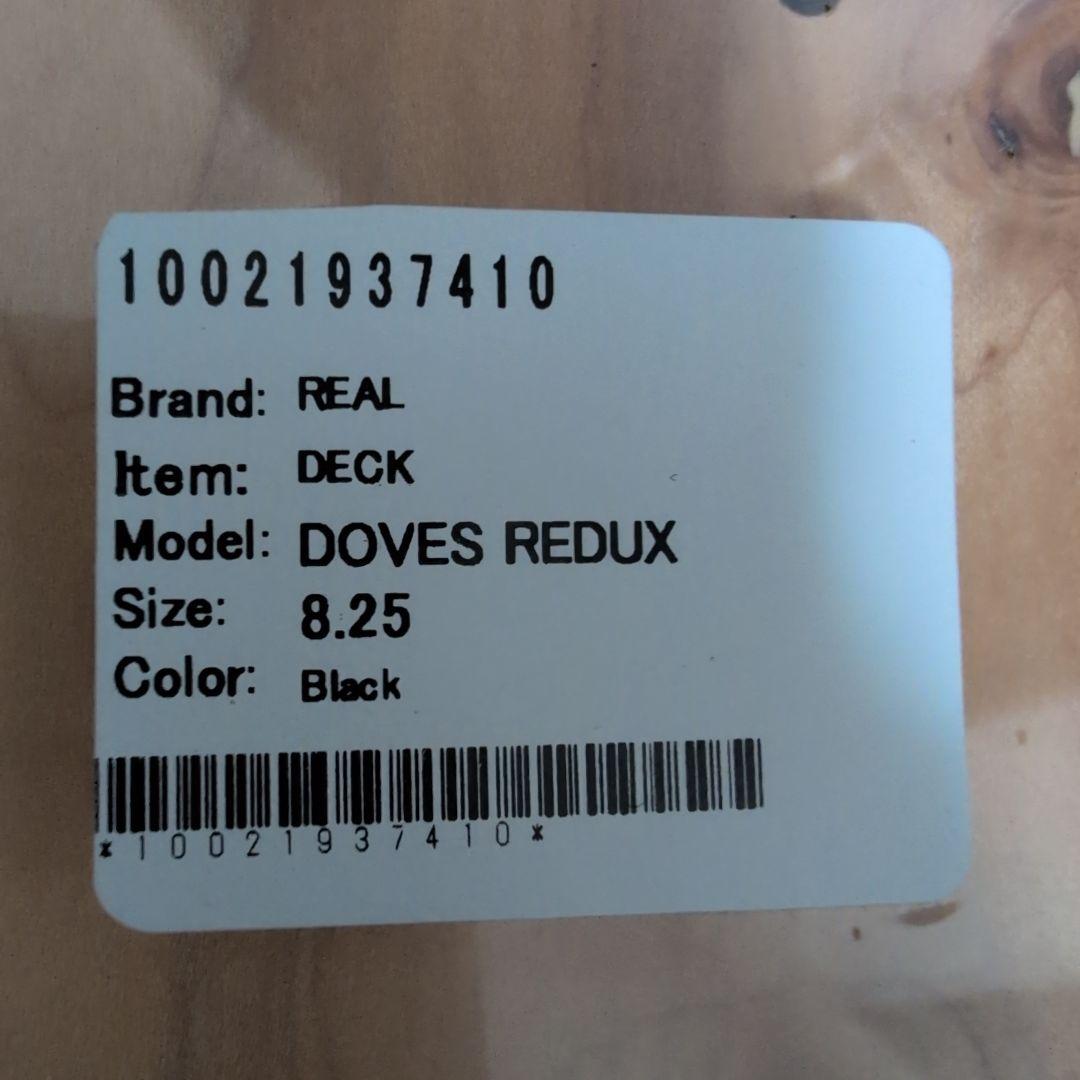 10021937410
Brand: REAL
Item: DECK
Model: DOVES REDUX
Size: 8.25
Color: Black
*10021937410*